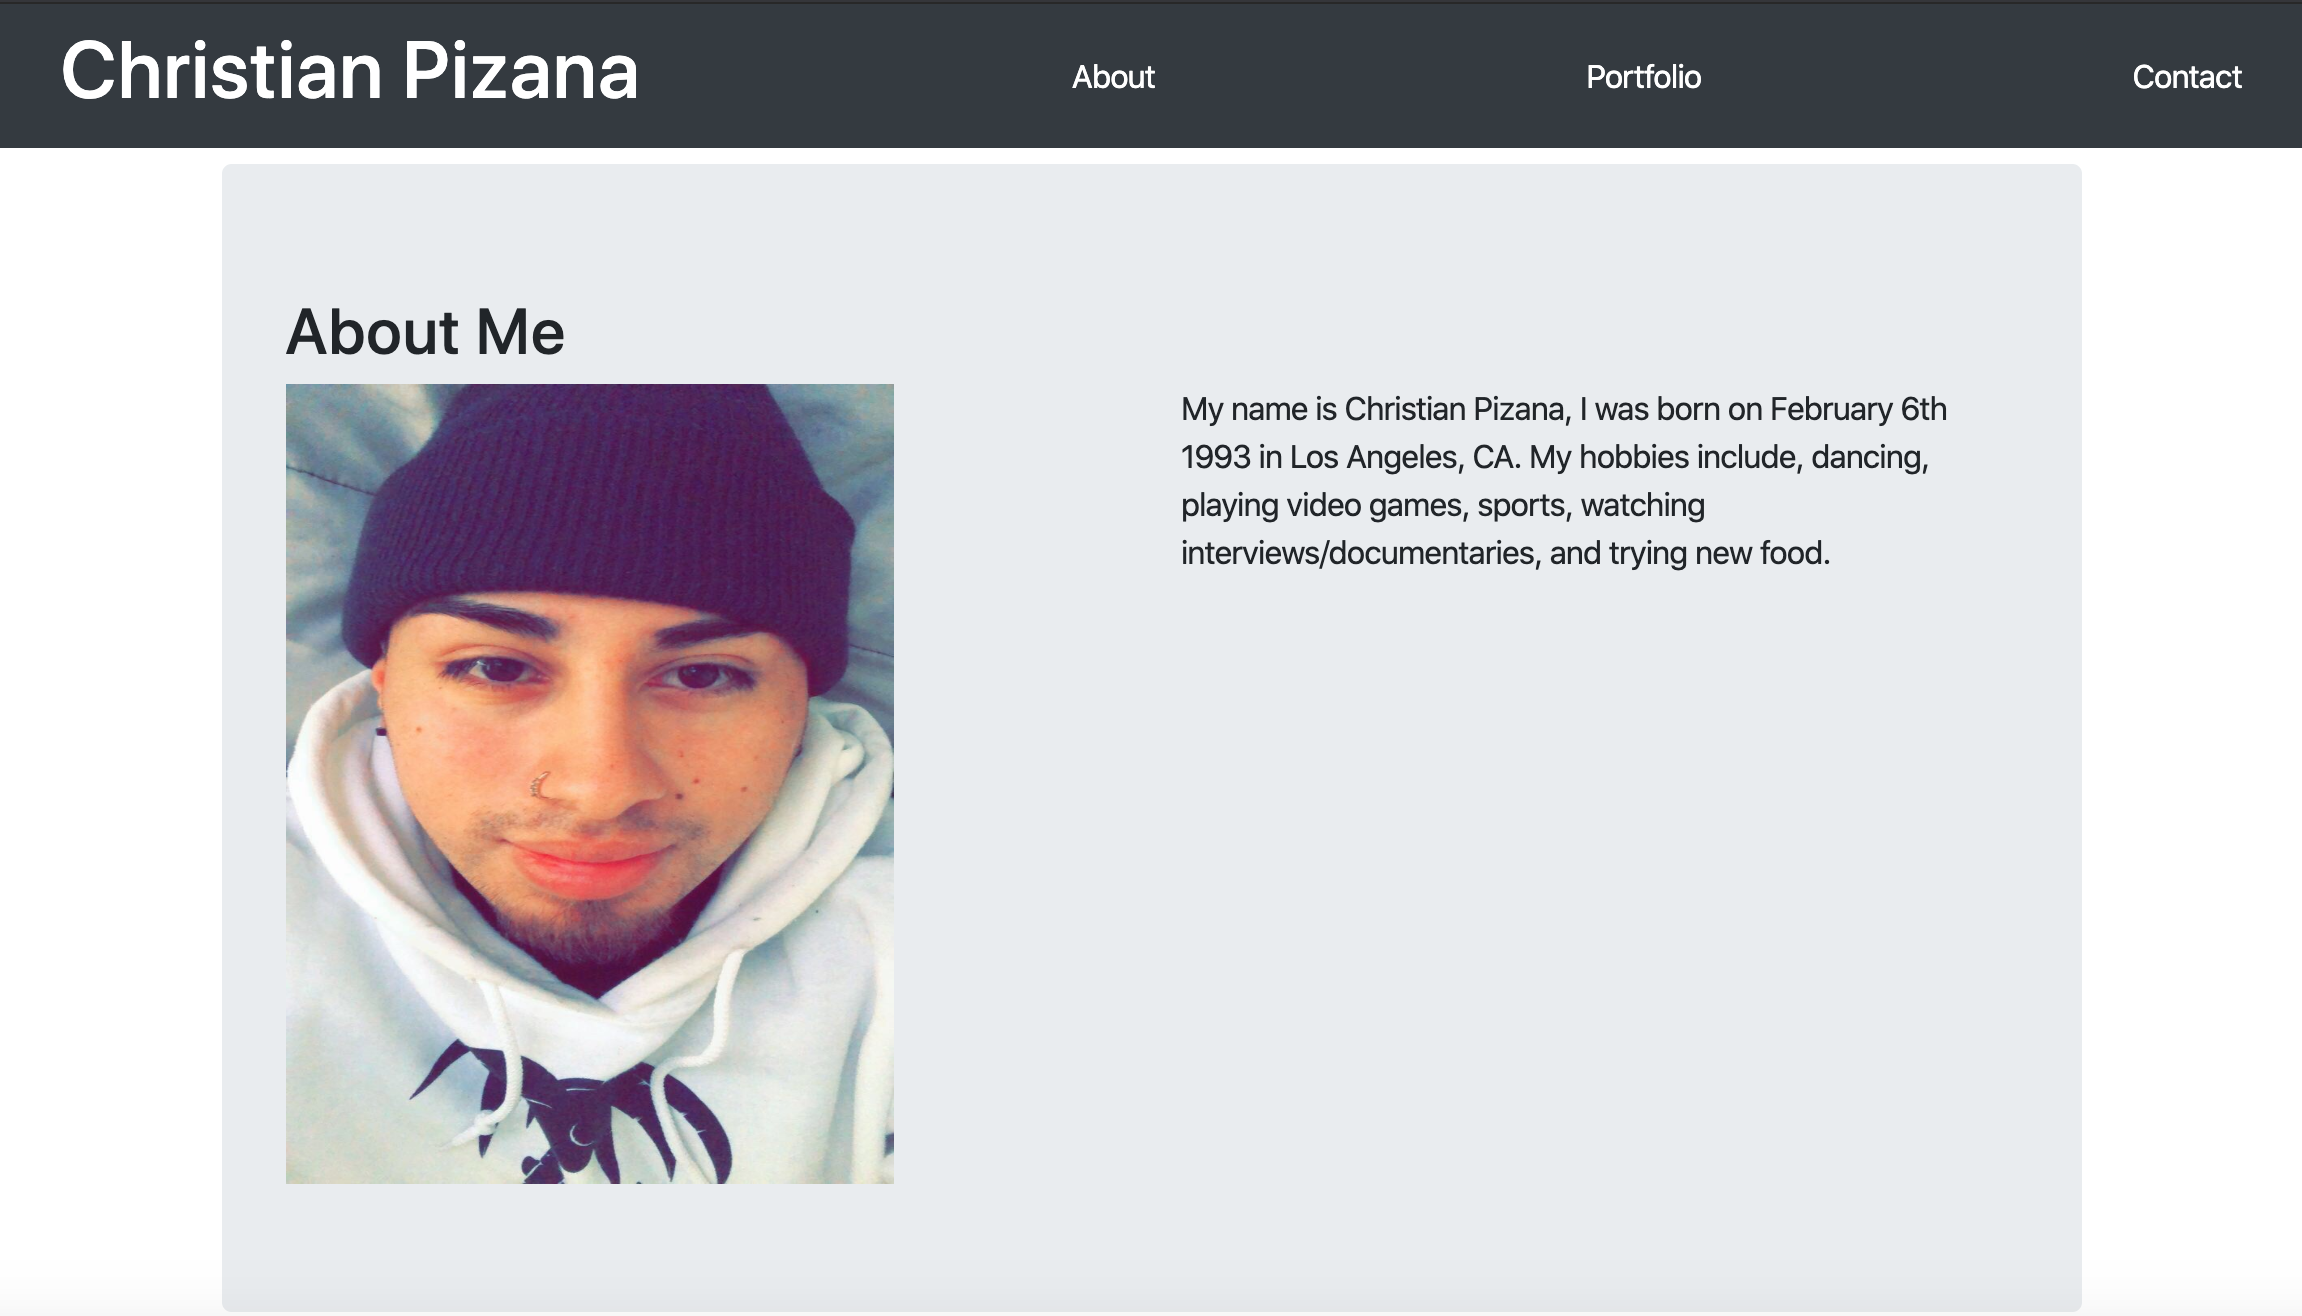 Christian Pizana
About
Portfolio
Contact
About Me
My name is Christian Pizana, I was born on February 6th
1993 in Los Angeles, CA. My hobbies include, dancing,
playing video games, sports, watching
interviews/documentaries, and trying new food.